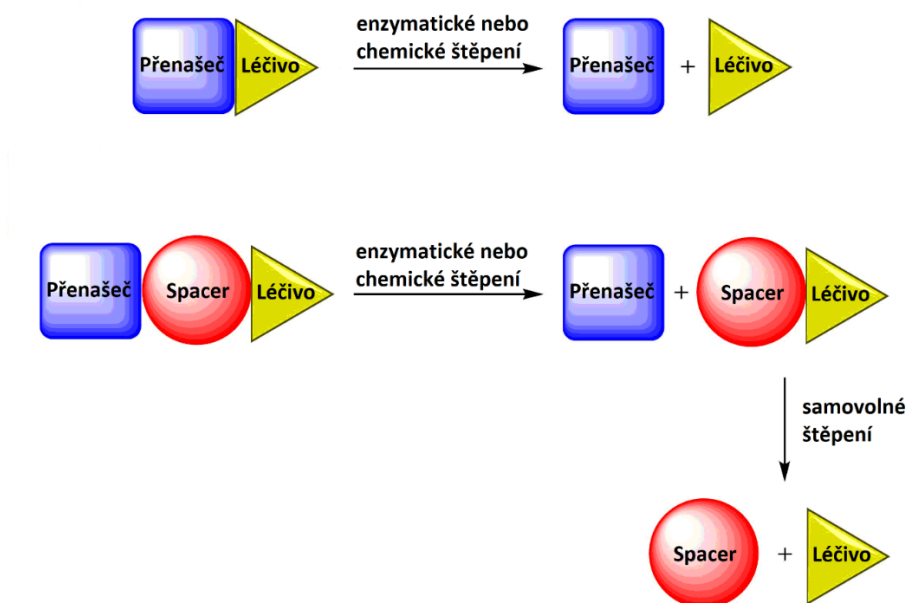 enzymatické nebo
chemické štěpení
Přenašeč Léčivo Přenašeč + Léčivo
enzymatické nebo
chemické štěpení
Přenašeč Spacer Léčivo Přenašeč + Spacer Léčivo
samovolné
štěpení
Spacer + Léčivo